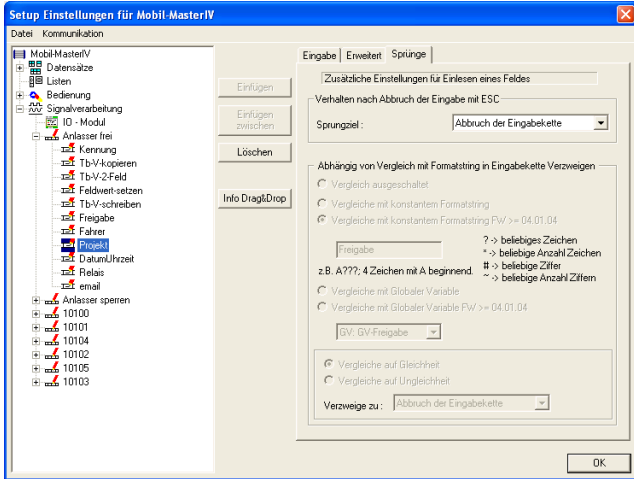 Setup Einstellungen für Mobil-MasterIV
Datei Kommunikation
Mobil-MasterIV
Datensätze
Listen
Bedienung
Signalverarbeitung
IO - Modul
Anlasser frei
Kennung
Tb-V-kopieren
Tb-V-2-Feld
Feldwert-setzen
Tb-V-schreiben
Freigabe
Fahrer
Projekt
DatumUhrzeit
Relais
email
Anlasser sperren
10100
10101
10104
10102
10105
10103
Einfügen
Einfügen
zwischen
Löschen
Info Drag&Drop
Eingabe Erweitert Sprünge
Zusätzliche Einstellungen für Einlesen eines Feldes
Verhalten nach Abbruch der Eingabe mit ESC
Sprungziel : Abbruch der Eingabekette
Abhängig von Vergleich mit Formatstring in Eingabekette Verzweigen
Vergleich ausgeschaltet
Vergleiche mit konstantem Formatstring
Vergleiche mit konstantem Formatstring FW >= 04.01.04
Freigabe
? -> beliebiges Zeichen
* -> beliebige Anzahl Zeichen
# -> beliebige Ziffer
~ -> beliebige Anzahl Ziffern
z.B. A???; 4 Zeichen mit A beginnend.
Vergleiche mit Globaler Variable
Vergleiche mit Globaler Variable FW >= 04.01.04
GV: GV-Freigabe
Vergleiche auf Gleichheit
Vergleiche auf Ungleichheit
Verzweige zu : Abbruch der Eingabekette
OK